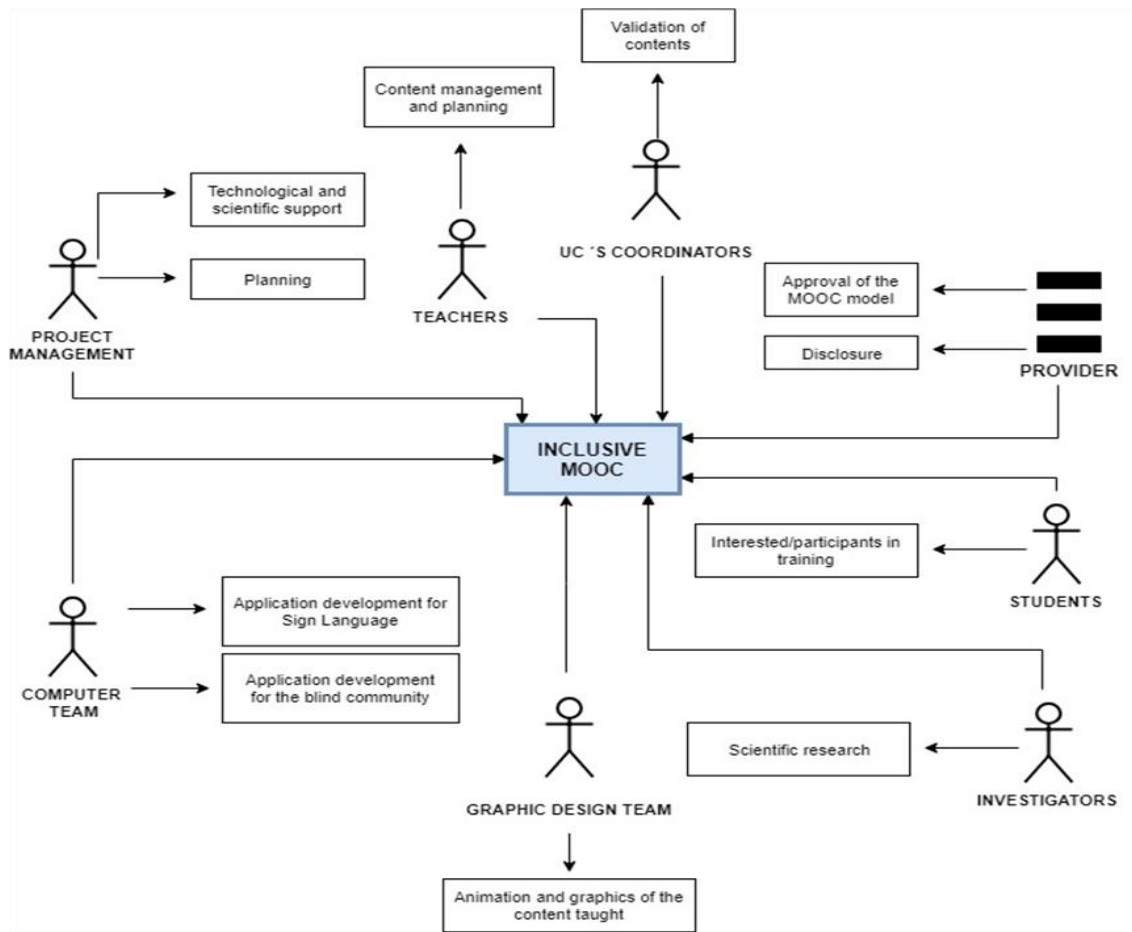 Validation of
contents
Content management
and planning
Technological and
scientific support
Planning
PROJECT
MANAGEMENT
TEACHERS
UC ´S COORDINATORS
Approval of the
MOOC model
Disclosure
PROVIDER
INCLUSIVE
MOOC
Interested/participants in
training
STUDENTS
Application development for
Sign Language
Application development
for the blind community
COMPUTER
TEAM
Scientific research
INVESTIGATORS
GRAPHIC DESIGN TEAM
Animation and graphics of the
content taught